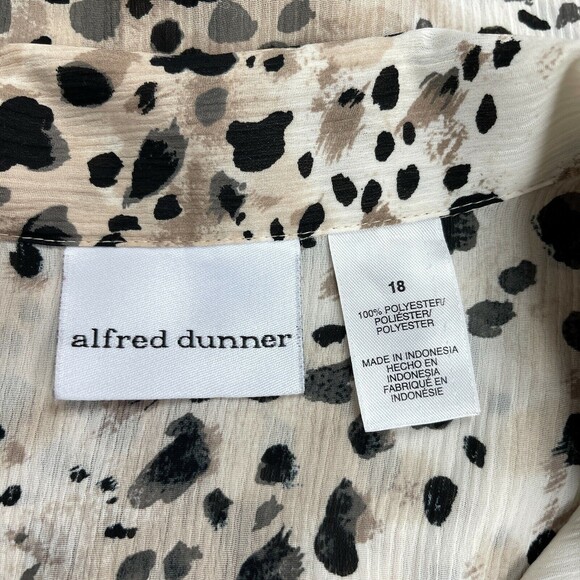 alfred dunner
18
100% POLYESTER/
POLIÉSTER/
POLYESTER
MADE IN INDONESIA
HECHO EN
INDONESIA
FABRIQUÉ EN
INDONÉSIE